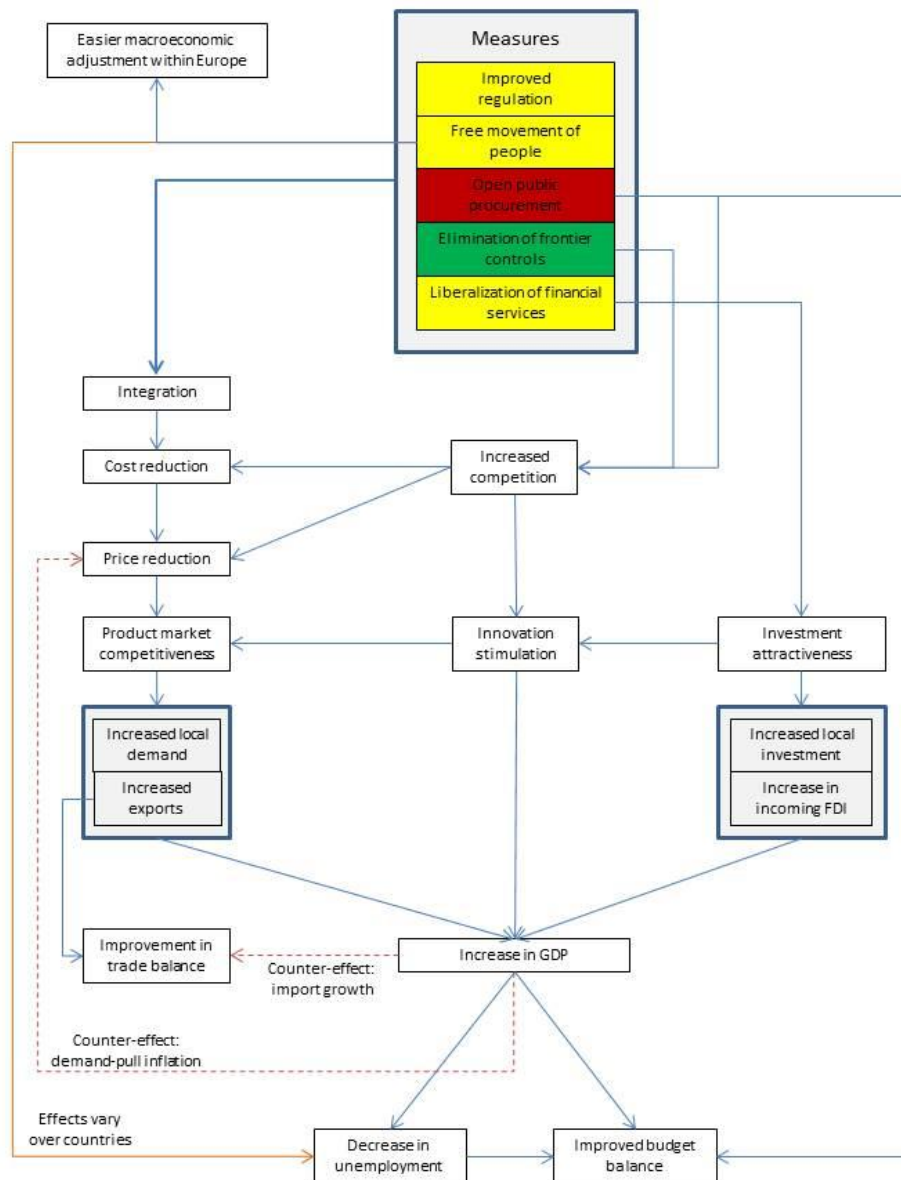 Easier macroeconomic
adjustment within Europe
Measures
Improved
regulation
Free movement of
people
Open public
procurement
Elimination of frontier
controls
Liberalization of financial
services
Integration
Cost reduction
Increased
competition
Price reduction
Product market
competitiveness
Innovation
stimulation
Investment
attractiveness
Increased local
demand
Increased
exports
Increased local
investment
Increase in
incoming FDI
Improvement in
trade balance
Increase in GDP
Counter-effect:
import growth
Counter-effect:
demand-pull inflation
Effects vary
over countries
Decrease in
unemployment
Improved budget
balance